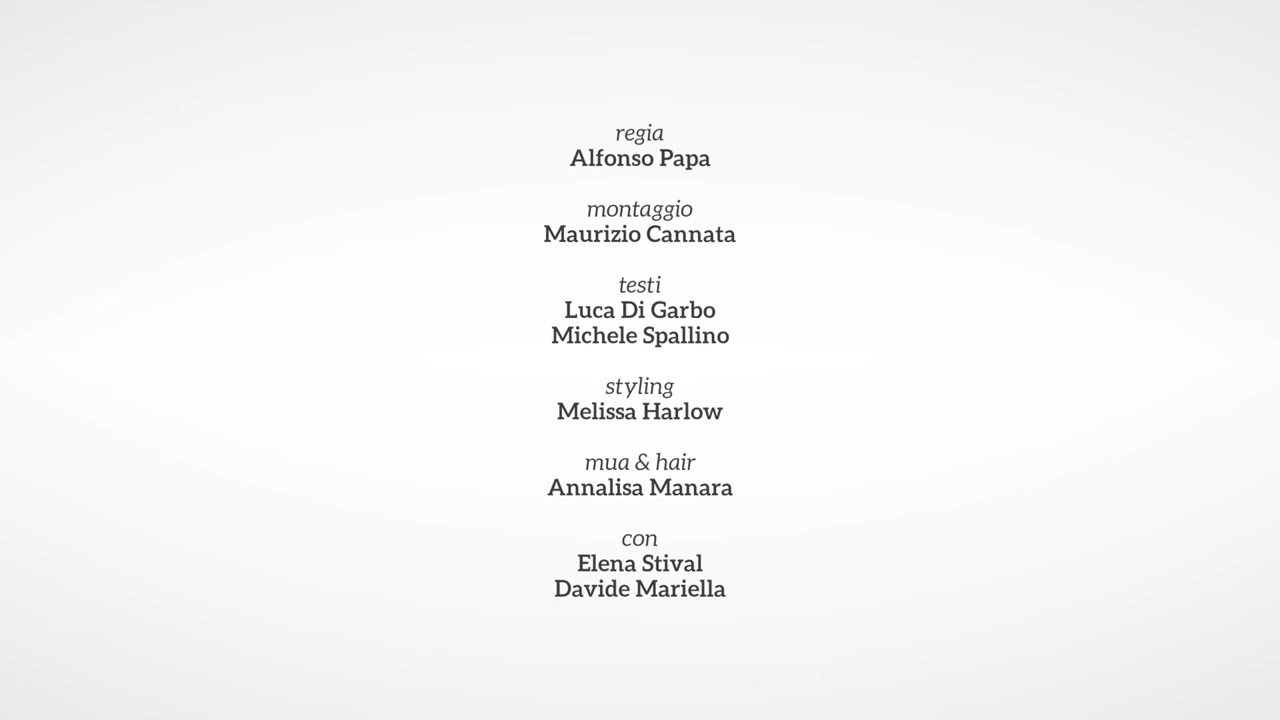 regia
Alfonso Papa
montaggio
Maurizio Cannata
testi
Luca Di Garbo
Michele Spallino
styling
Melissa Harlow
mua & hair
Annalisa Manara
con
Elena Stival
Davide Mariella